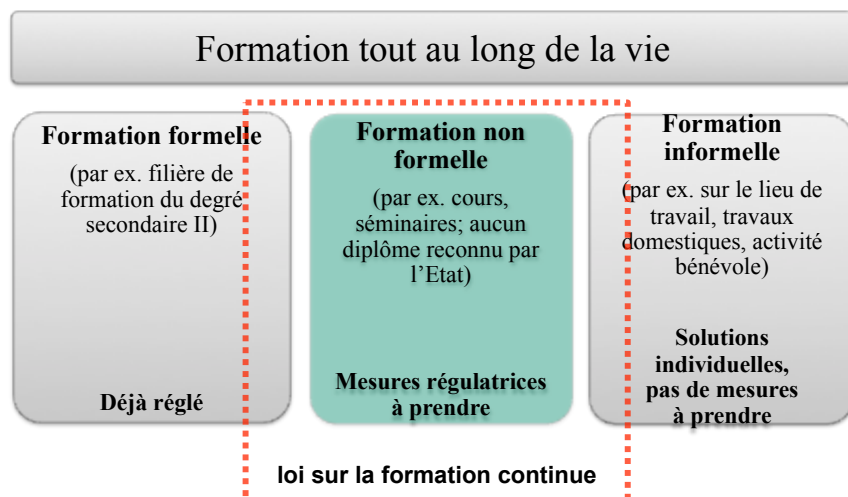 Formation tout au long de la vie
Formation formelle
(par ex. filière de
formation du degré
secondaire II)
Déjà réglé
Formation non
formelle
(par ex. cours,
séminaires; aucun
diplôme reconnu par
l’Etat)
Mesures régulatrices
à prendre
Formation
informelle
(par ex. sur le lieu de
travail, travaux
domestiques, activité
bénévole)
Solutions
individuelles,
pas de mesures
à prendre
loi sur la formation continue